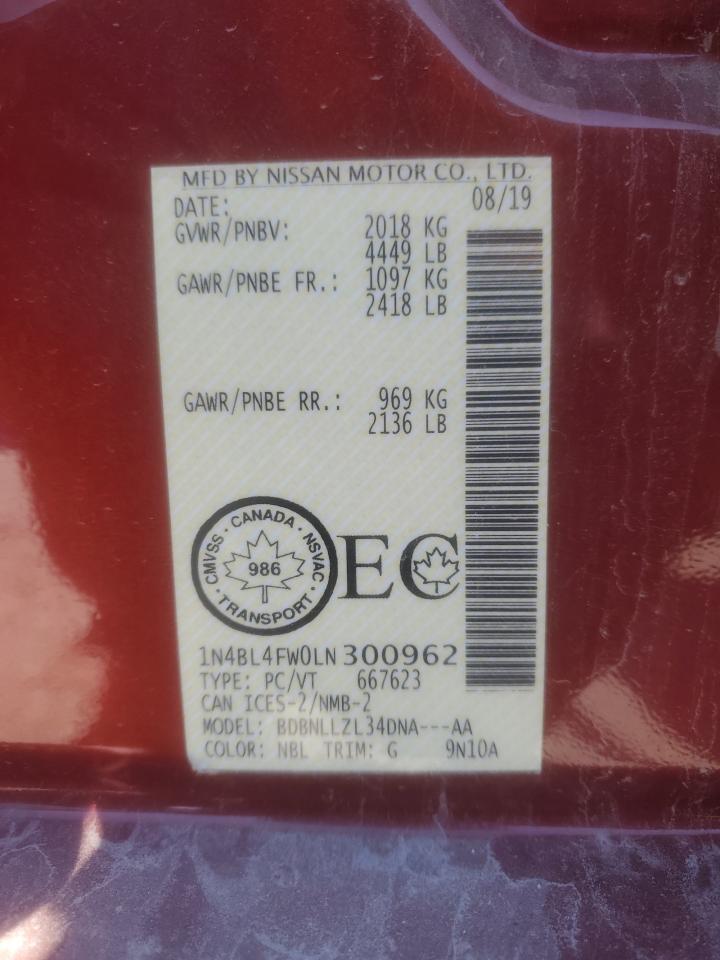 MFD BY NISSAN MOTOR CO., LTD.
DATE: 08/19
GVWR/PNBV: 2018 KG
4449 LB
GAWR/PNBE FR.: 1097 KG
2418 LB
GAWR/PNBE RR.: 969 KG
2136 LB
CMVSS · CANADA · NSVAC · TRANSPORT ·
986
EC
1N4BL4FW0LN300962
TYPE: PC/VT 667623
CAN ICES-2/NMB-2
MODEL: BDBNLLZL34DNA---AA
COLOR: NBL TRIM: G 9N10A